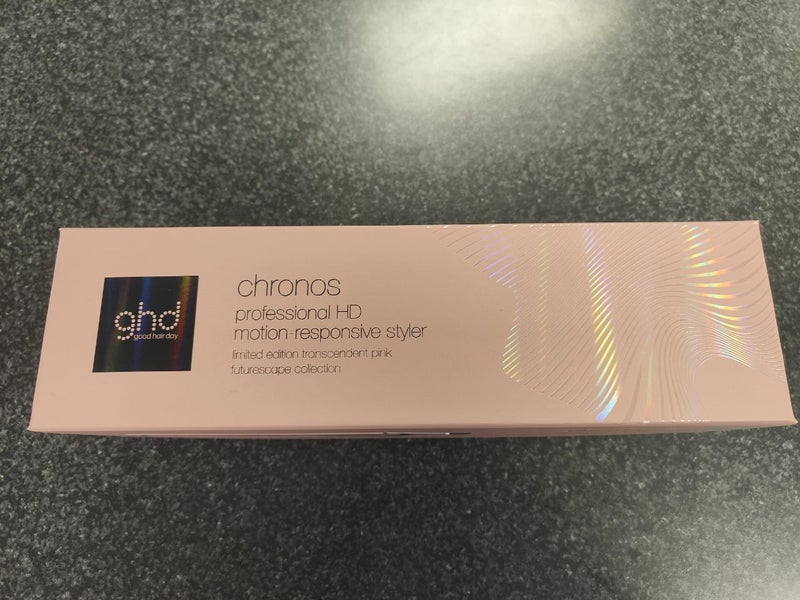 ghd
good hair day
chronos
professional HD
motion-responsive styler
limited edition transcendent pink
futurescape collection